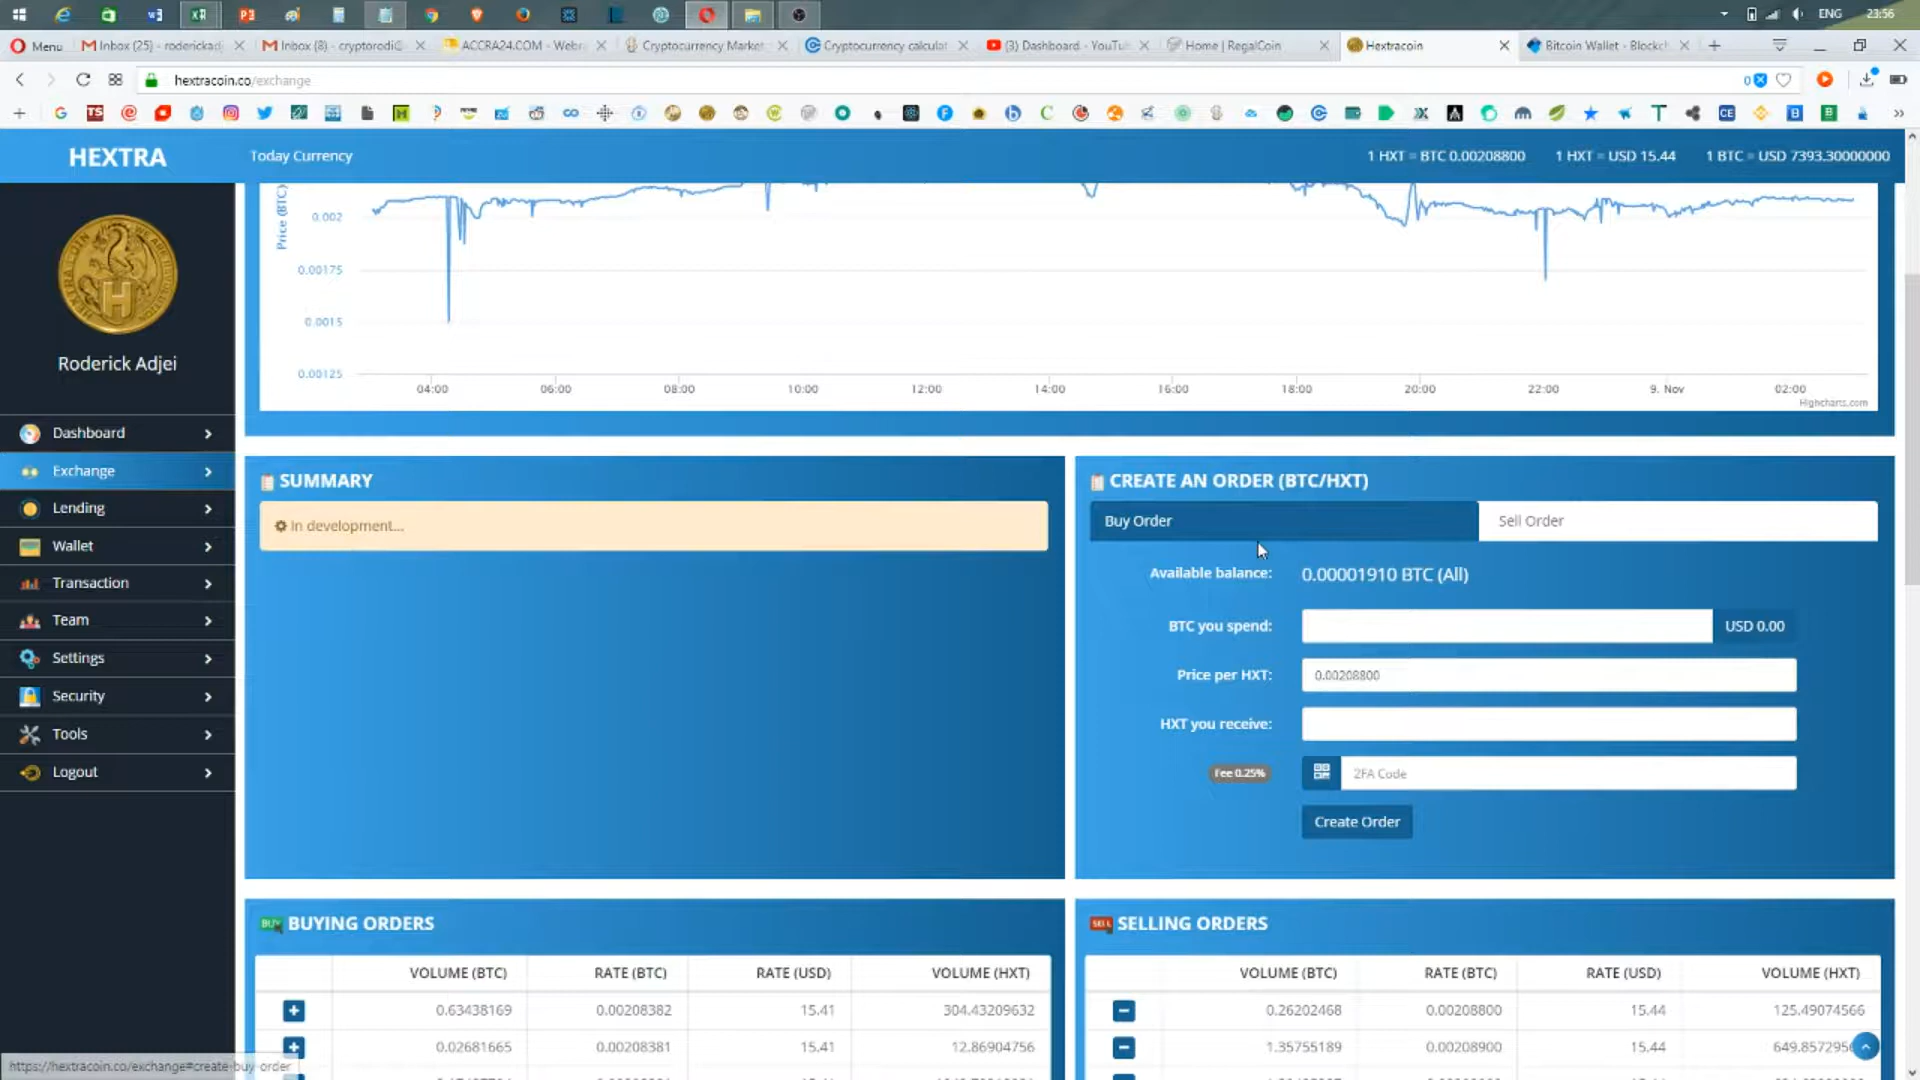 ENG 23:56
Menu Inbox (25) - roderickad Inbox (8) - cryptorodi ACCRA24.COM - Webm Cryptocurrency Market Cryptocurrency calculat (3) Dashboard - YouTu Home | RegalCoin Hextracoin Bitcoin Wallet - Blockch
hextracoin.co/exchange
HEXTRA Today Currency 1 HXT = BTC 0.00208800 1 HXT = USD 15.44 1 BTC = USD 7393.30000000
Price (BTC)
0.002
0.00175
0.0015
0.00125
04:00 06:00 08:00 10:00 12:00 14:00 16:00 18:00 20:00 22:00 9. Nov 02:00
Highcharts.com
Roderick Adjei
Dashboard
Exchange
Lending
Wallet
Transaction
Team
Settings
Security
Tools
Logout
SUMMARY
In development...
CREATE AN ORDER (BTC/HXT)
Buy Order Sell Order
Available balance: 0.00001910 BTC (All)
BTC you spend: USD 0.00
Price per HXT: 0.00208800
HXT you receive:
Fee 0.25% 2FA Code
Create Order
BUYING ORDERS
VOLUME (BTC) RATE (BTC) RATE (USD) VOLUME (HXT)
0.63438169 0.00208382 15.41 304.43209632
0.02681665 0.00208381 15.41 12.86904756
SELLING ORDERS
VOLUME (BTC) RATE (BTC) RATE (USD) VOLUME (HXT)
0.26202468 0.00208800 15.44 125.49074566
1.35755189 0.00208900 15.44 649.8572956
https://hextracoin.co/exchange#create-buy-order